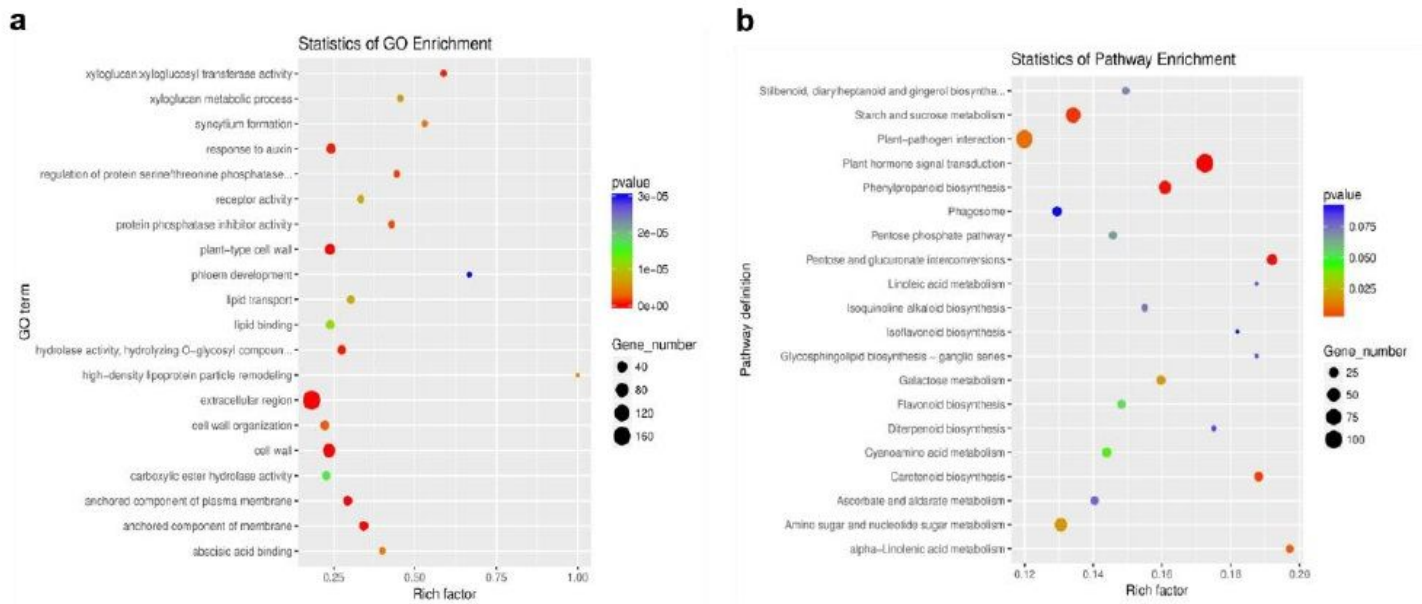 a
Statistics of GO Enrichment
GO term
xyloglucan:xyloglucosyl transferase activity
xyloglucan metabolic process
syncytium formation
response to auxin
regulation of protein serine/threonine phosphatase...
receptor activity
protein phosphatase inhibitor activity
plant-type cell wall
phloem development
lipid transport
lipid binding
hydrolase activity, hydrolyzing O-glycosyl compoun...
high-density lipoprotein particle remodeling
extracellular region
cell wall organization
cell wall
carboxylic ester hydrolase activity
anchored component of plasma membrane
anchored component of membrane
abscisic acid binding
0.25 0.50 0.75 1.00
Rich factor
pvalue
3e-05
2e-05
1e-05
0e+00
Gene_number
40
80
120
160
b
Statistics of Pathway Enrichment
Pathway definition
Stilbenoid, diarylheptanoid and gingerol biosynthe...
Starch and sucrose metabolism
Plant-pathogen interaction
Plant hormone signal transduction
Phenylpropanoid biosynthesis
Phagosome
Pentose phosphate pathway
Pentose and glucuronate interconversions
Linoleic acid metabolism
Isoquinoline alkaloid biosynthesis
Isoflavonoid biosynthesis
Glycosphingolipid biosynthesis - ganglio series
Galactose metabolism
Flavonoid biosynthesis
Diterpenoid biosynthesis
Cyanoamino acid metabolism
Carotenoid biosynthesis
Ascorbate and aldarate metabolism
Amino sugar and nucleotide sugar metabolism
alpha-Linolenic acid metabolism
0.12 0.14 0.16 0.18 0.20
Rich factor
pvalue
0.075
0.050
0.025
Gene_number
25
50
75
100